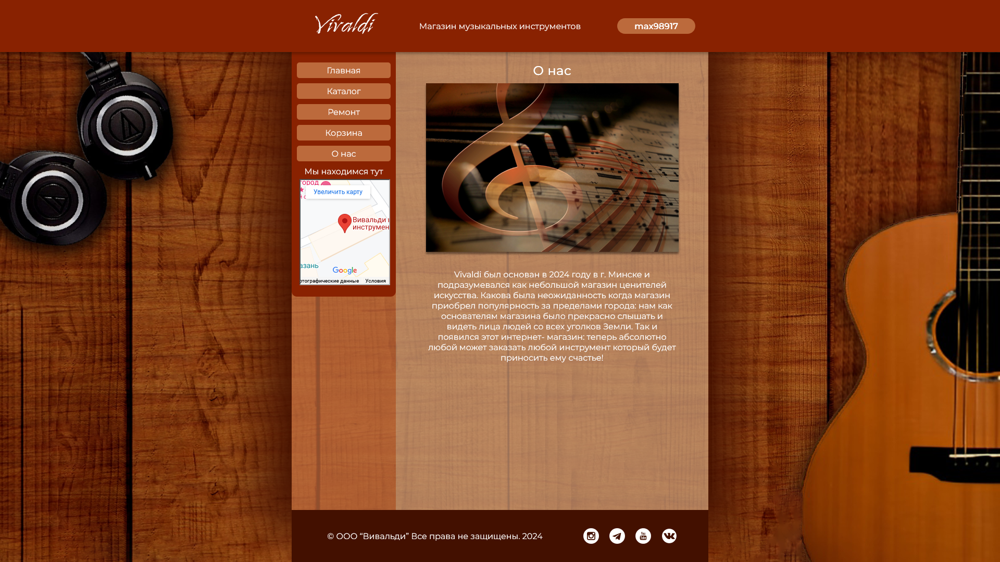 Vivaldi
Магазин музыкальных инструментов
max98917
Главная
Каталог
Ремонт
Корзина
О нас
Мы находимся тут
город
Увеличить карту
Вивальди
инструмен
азань
Google
тографические данные
Условия
О нас
Vivaldi был основан в 2024 году в г. Минске и
подразумевался как небольшой магазин ценителей
искусства. Какова была неожиданность когда магазин
приобрел популярность за пределами города: нам как
основателям магазина было прекрасно слышать и
видеть лица людей со всех уголков Земли. Так и
появился этот интернет- магазин: теперь абсолютно
любой может заказать любой инструмент который будет
приносить ему счастье!
© ООО “Вивальди” Все права не защищены. 2024
You
Tube